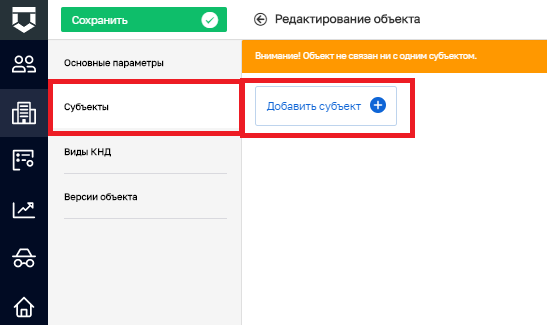 Сохранить
Редактирование объекта
Внимание! Объект не связан ни с одним субъектом.
Основные параметры
Субъекты
Добавить субъект
Виды КНД
Версии объекта